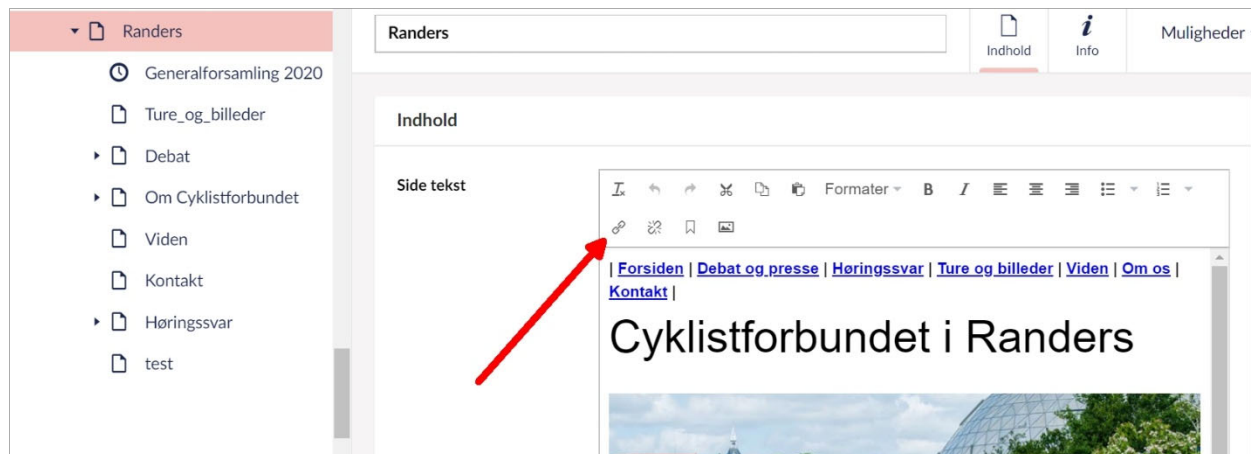 Randers
Generalforsamling 2020
Ture_og_billeder
Debat
Om Cyklistforbundet
Viden
Kontakt
Høringssvar
test
Randers
Indhold
i
Info
Muligheder
Indhold
Side tekst
Formater B I
| Forsiden | Debat og presse | Høringssvar | Ture og billeder | Viden | Om os |
Kontakt |
Cyklistforbundet i Randers